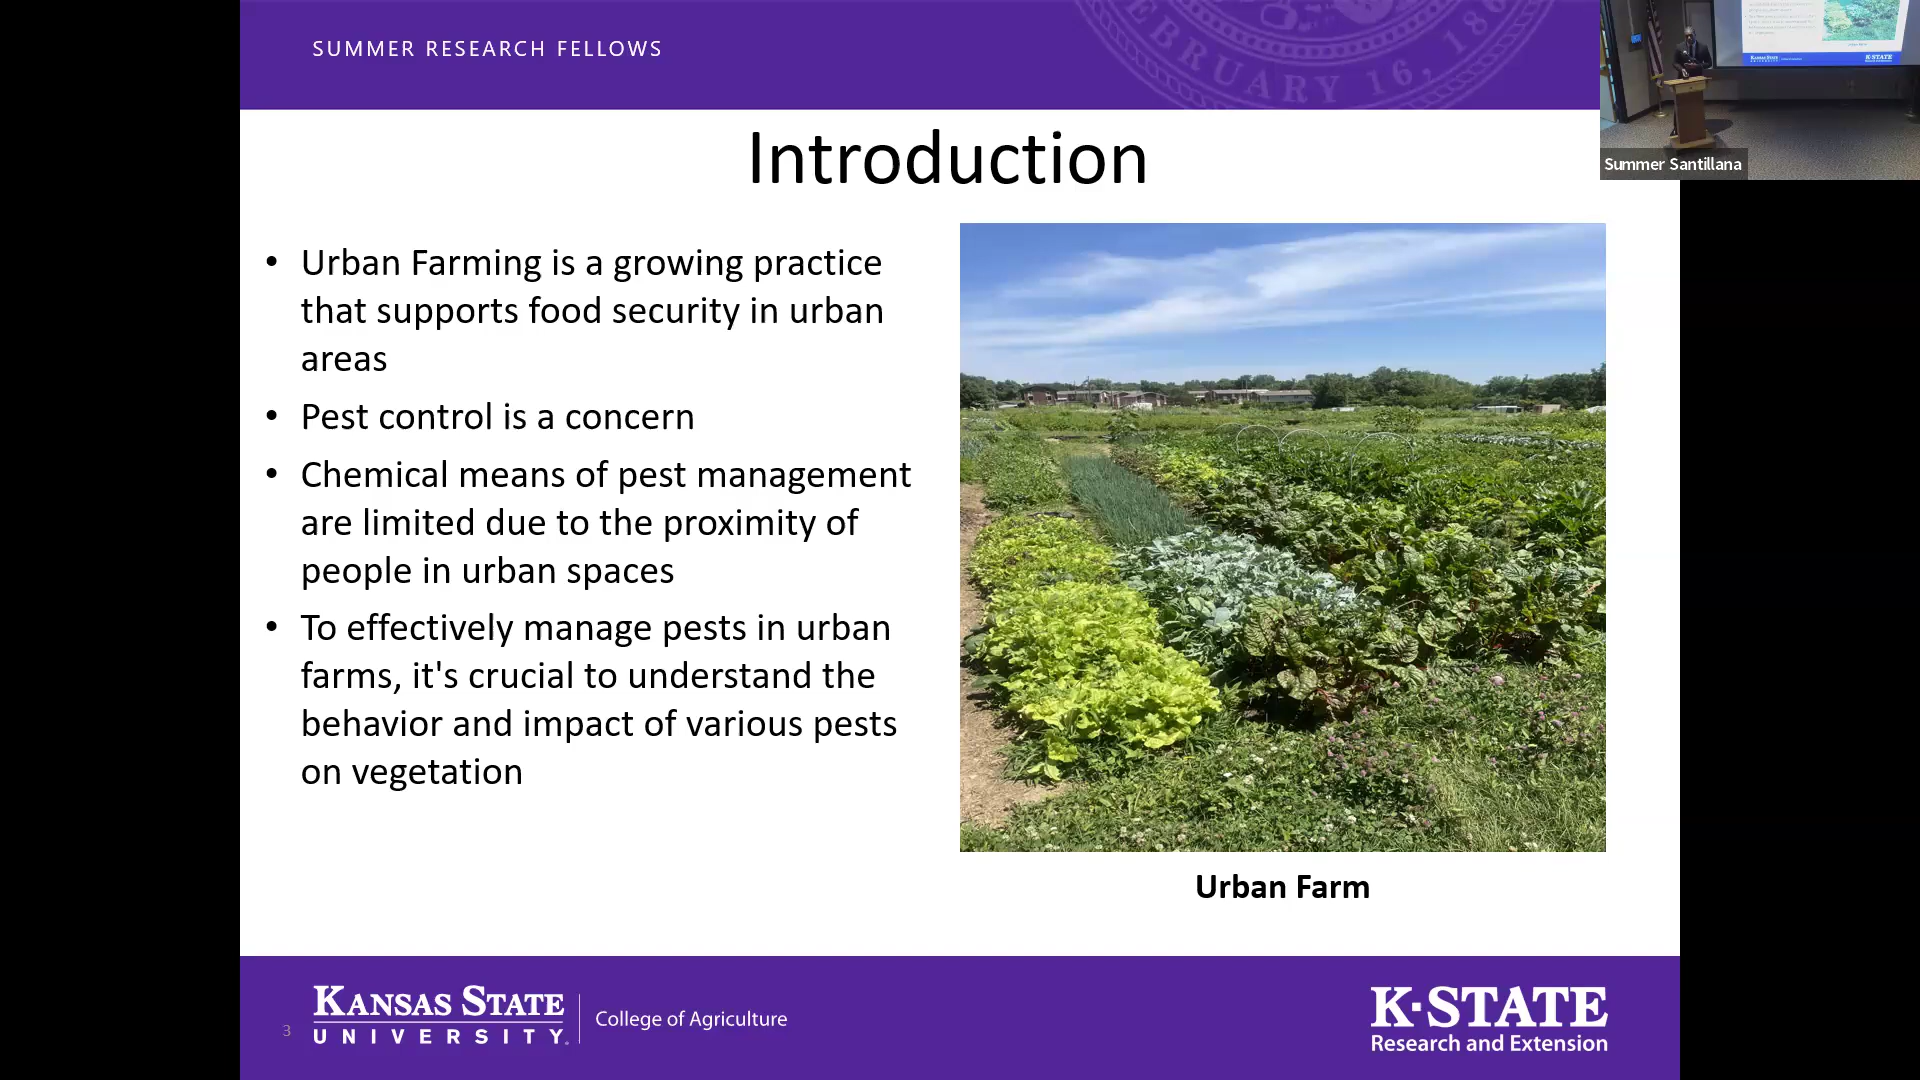 SUMMER RESEARCH FELLOWS
BRUARY 16, 186
Summer Santillana
Introduction
• Urban Farming is a growing practice
that supports food security in urban
areas
• Pest control is a concern
• Chemical means of pest management
are limited due to the proximity of
people in urban spaces
• To effectively manage pests in urban
farms, it's crucial to understand the
behavior and impact of various pests
on vegetation
Urban Farm
3
KANSAS STATE
UNIVERSITY
College of Agriculture
K-STATE
Research and Extension